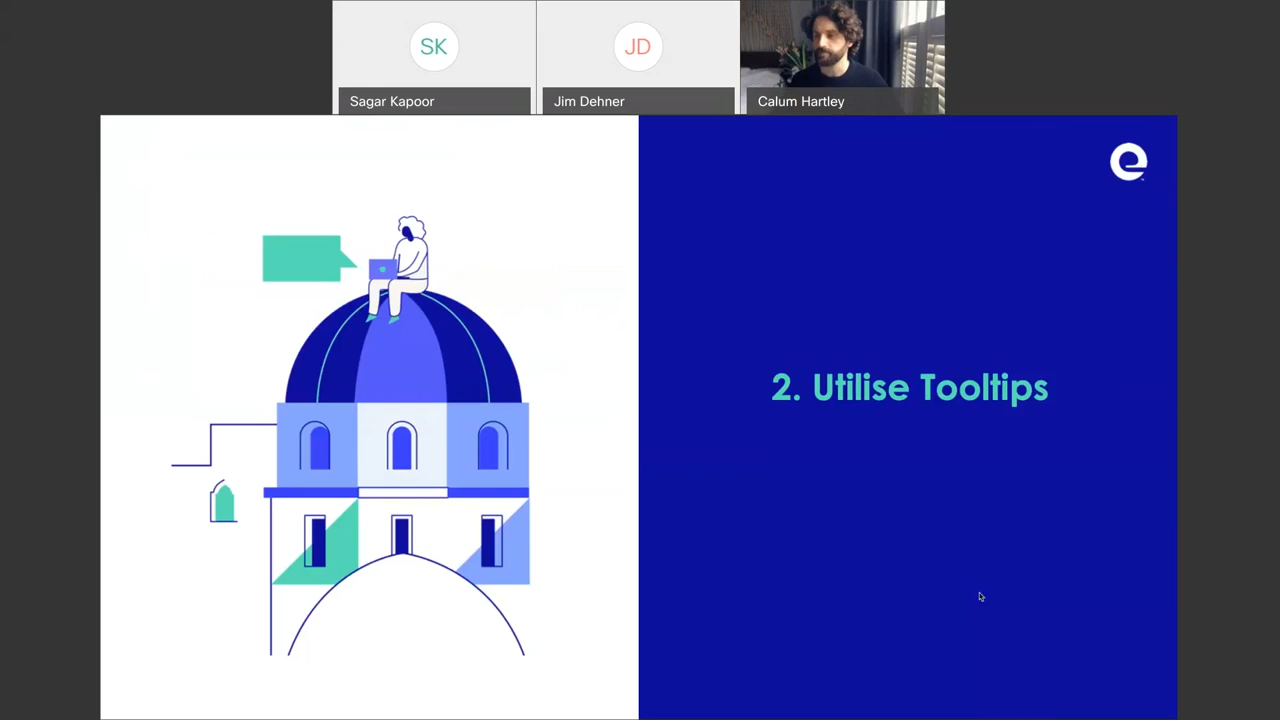 SK
JD
Sagar Kapoor
Jim Dehner
Calum Hartley
e
2. Utilise Tooltips